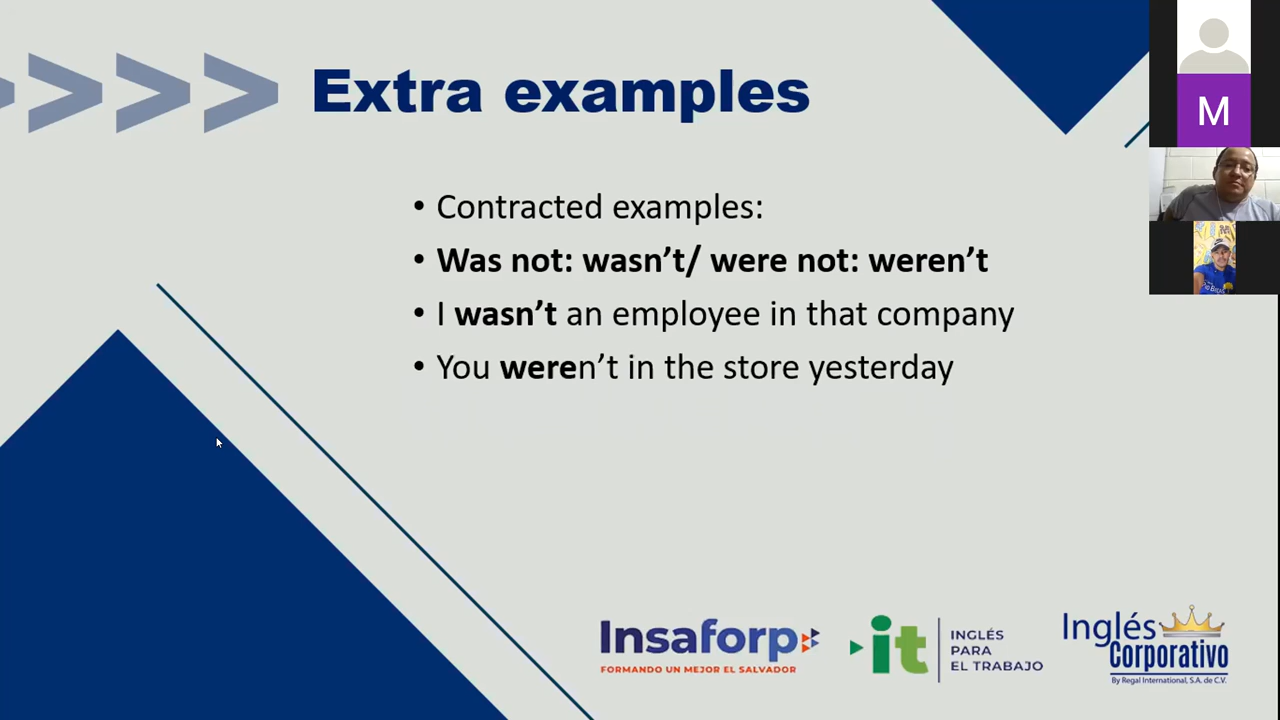 Extra examples
M
• Contracted examples:
• Was not: wasn’t/ were not: weren’t
• I wasn’t an employee in that company
• You weren’t in the store yesterday
Insaforp
FORMANDO UN MEJOR EL SALVADOR
it
INGLÉS
PARA
EL TRABAJO
Inglés
Corporativo
By Regal International, S.A. de C.V.